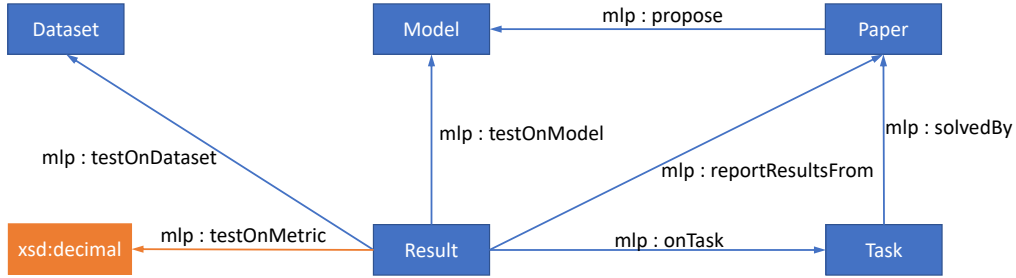 Dataset
Model
mlp : propose
Paper
mlp : testOnModel
mlp : solvedBy
mlp : testOnDataset
mlp : reportResultsFrom
xsd:decimal
mlp : testOnMetric
Result
mlp : onTask
Task